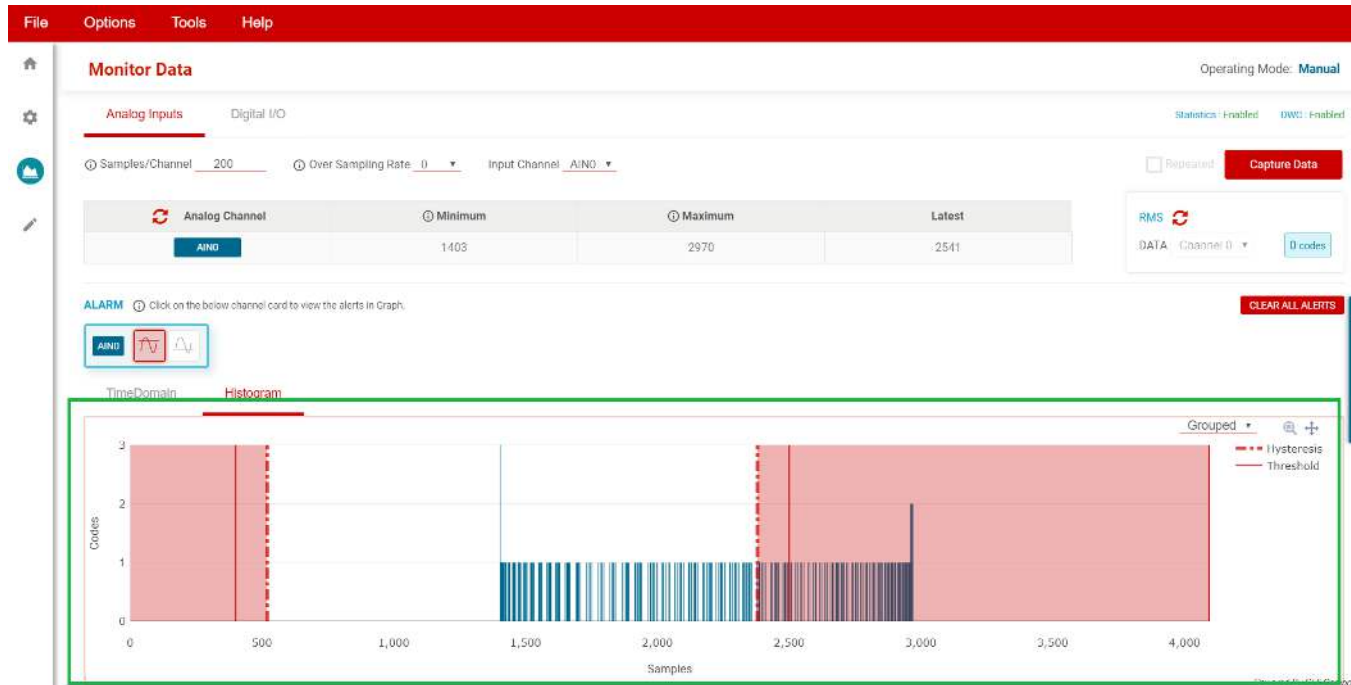 File Options Tools Help
Monitor Data Operating Mode: Manual
Analog Inputs Digital I/O Statistics : Enabled DWC : Enabled
Samples/Channel 200 Over Sampling Rate 0 Input Channel AIN0 Repeated Capture Data
Analog Channel Minimum Maximum Latest
AIN0 1403 2970 2541
RMS
DATA Channel 0 0 codes
ALARM Click on the below channel card to view the alerts in Graph. CLEAR ALL ALERTS
AIN0
TimeDomain Histogram
Grouped
Hysteresis
Threshold
3
2
1
0
Codes
0 500 1,000 1,500 2,000 2,500 3,000 3,500 4,000
Samples